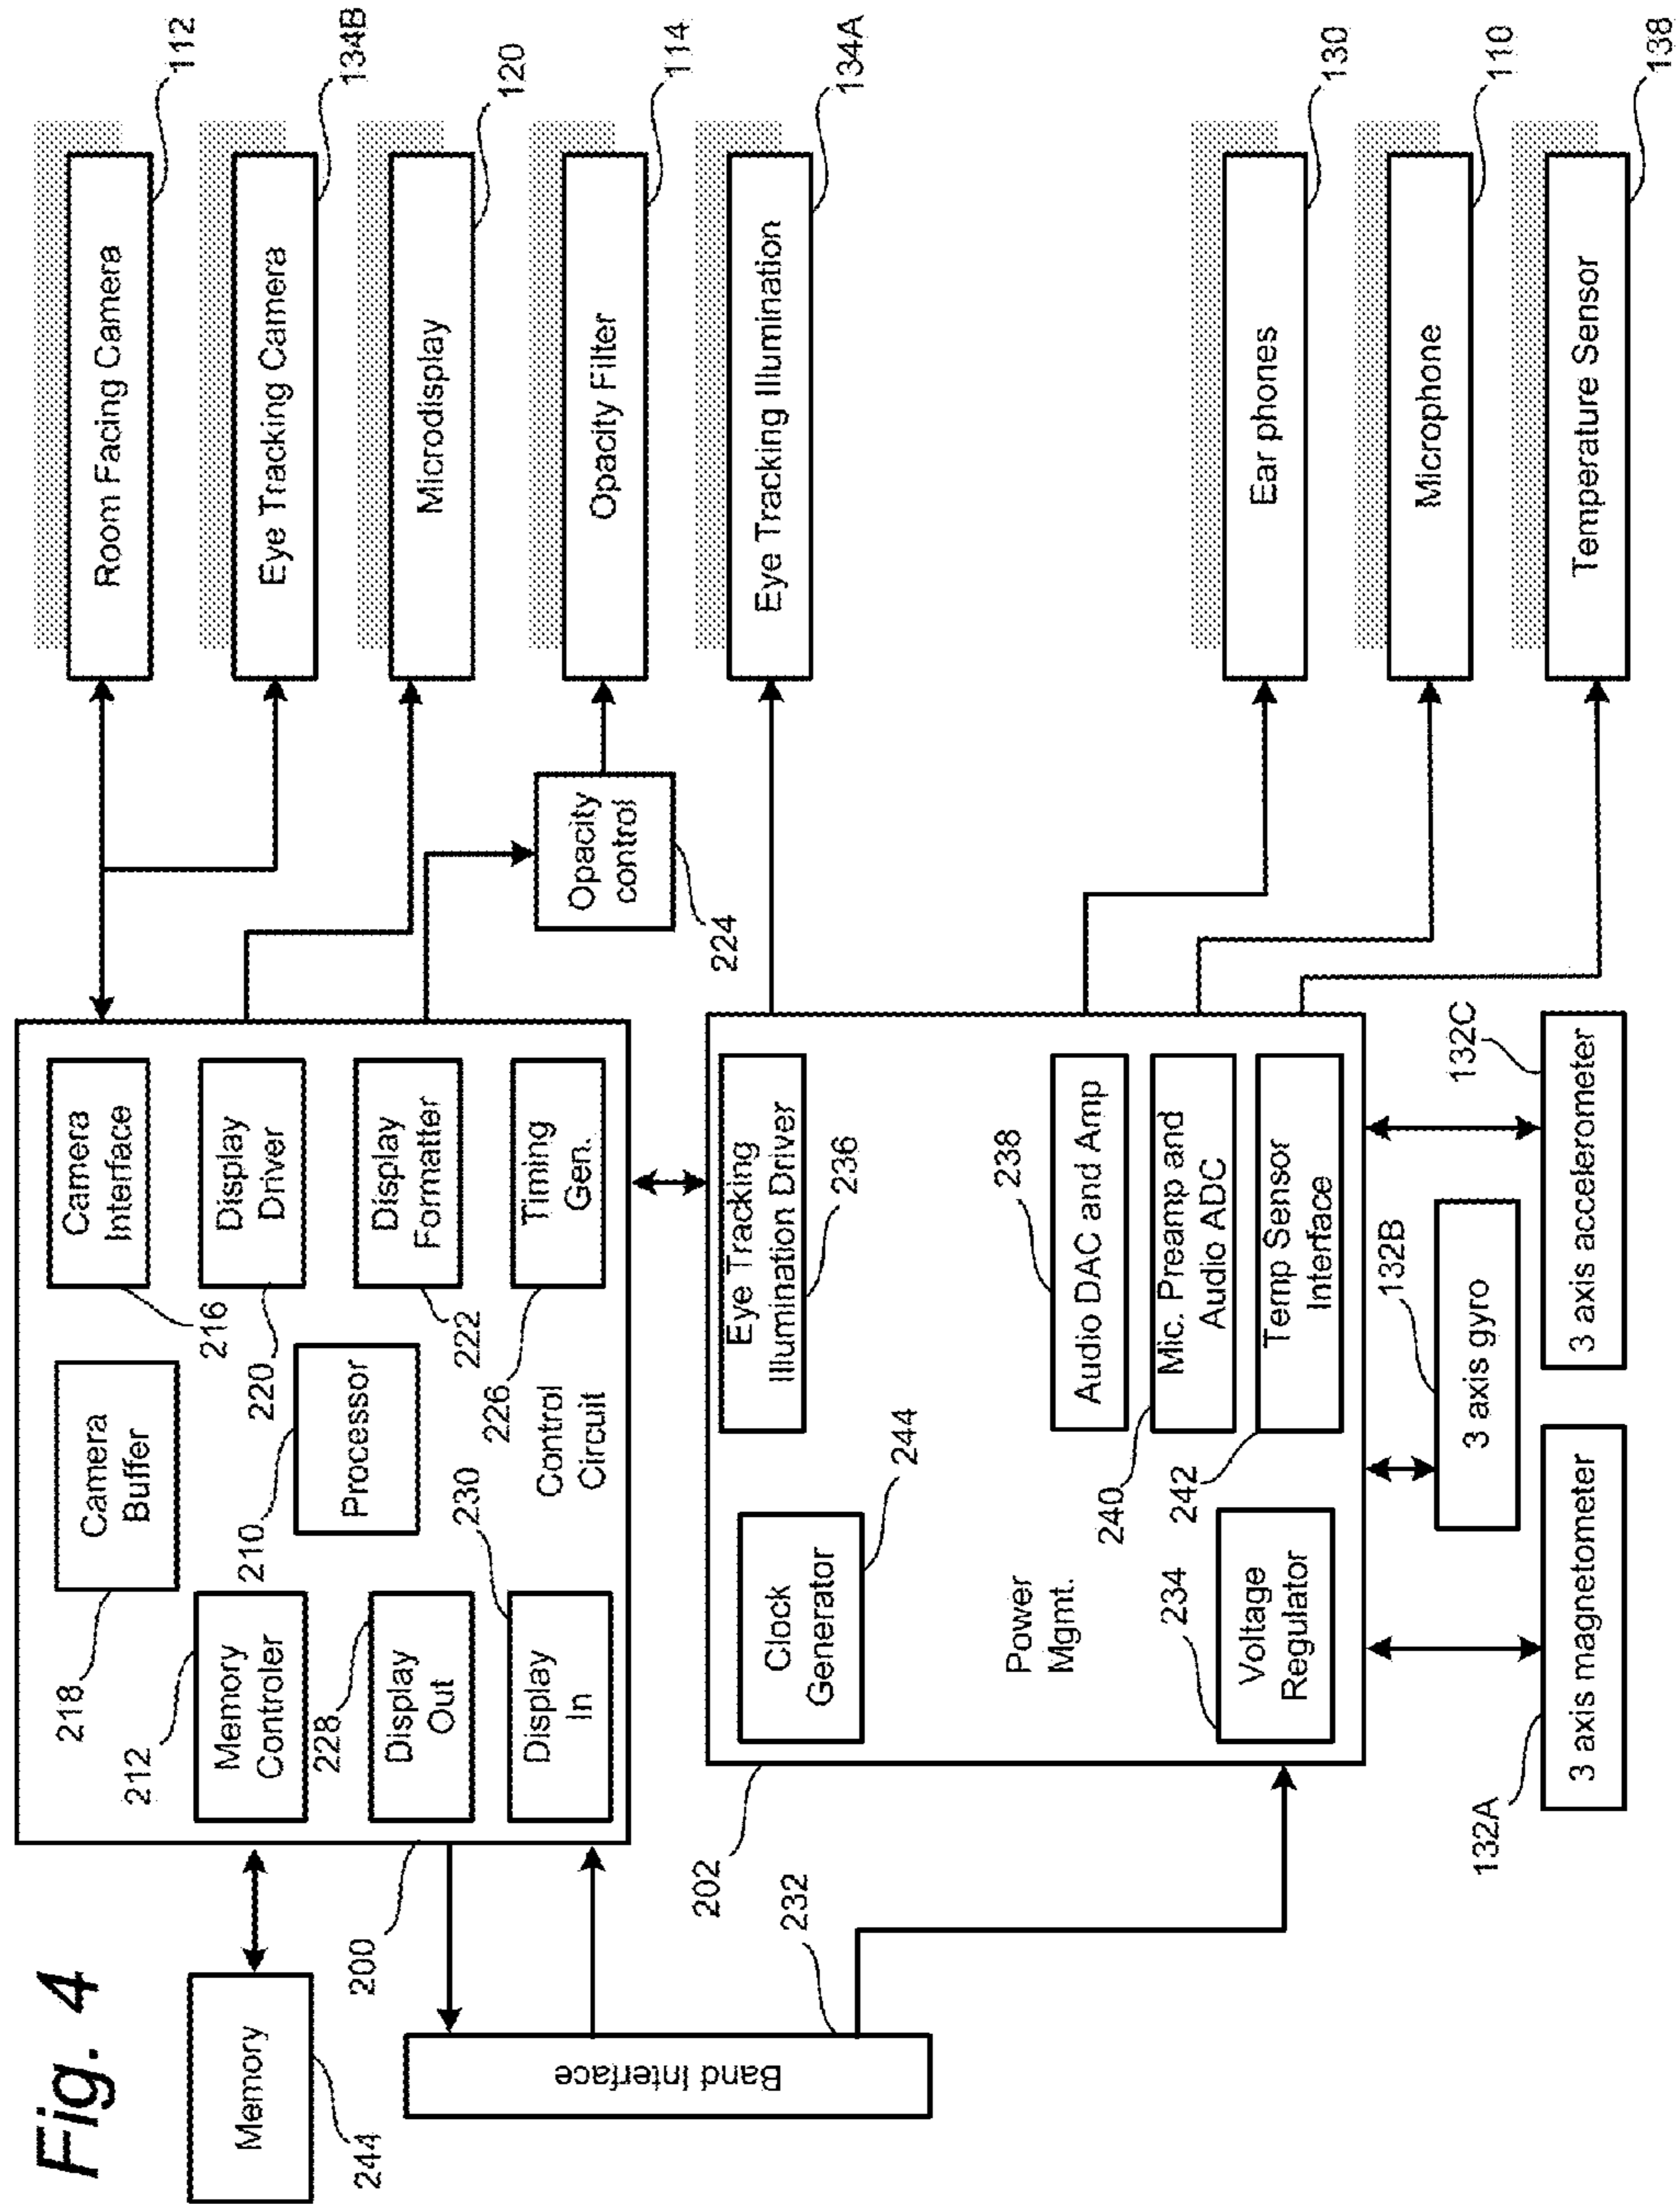 Fig. 4
Memory
244
Band Interface
232
200
202
Memory
Controler
212
Camera
Buffer
218
Camera
Interface
216
Display
Driver
220
Processor
210
Display
Out
228
Display
Formatter
222
Display
In
230
Control
Circuit
Timing
Gen.
226
Opacity
control
224
Room Facing Camera
112
Eye Tracking Camera
134B
Microdisplay
120
Opacity Filter
114
Eye Tracking Illumination
134A
Clock
Generator
244
Eye Tracking
Illumination Driver
236
Power
Mgmt.
Audio DAC and Amp
238
Mic. Preamp and
Audio ADC
240
Voltage
Regulator
234
Temp Sensor
Interface
242
Ear phones
130
Microphone
110
Temperature Sensor
138
3 axis magnetometer
132A
3 axis gyro
132B
3 axis accelerometer
132C